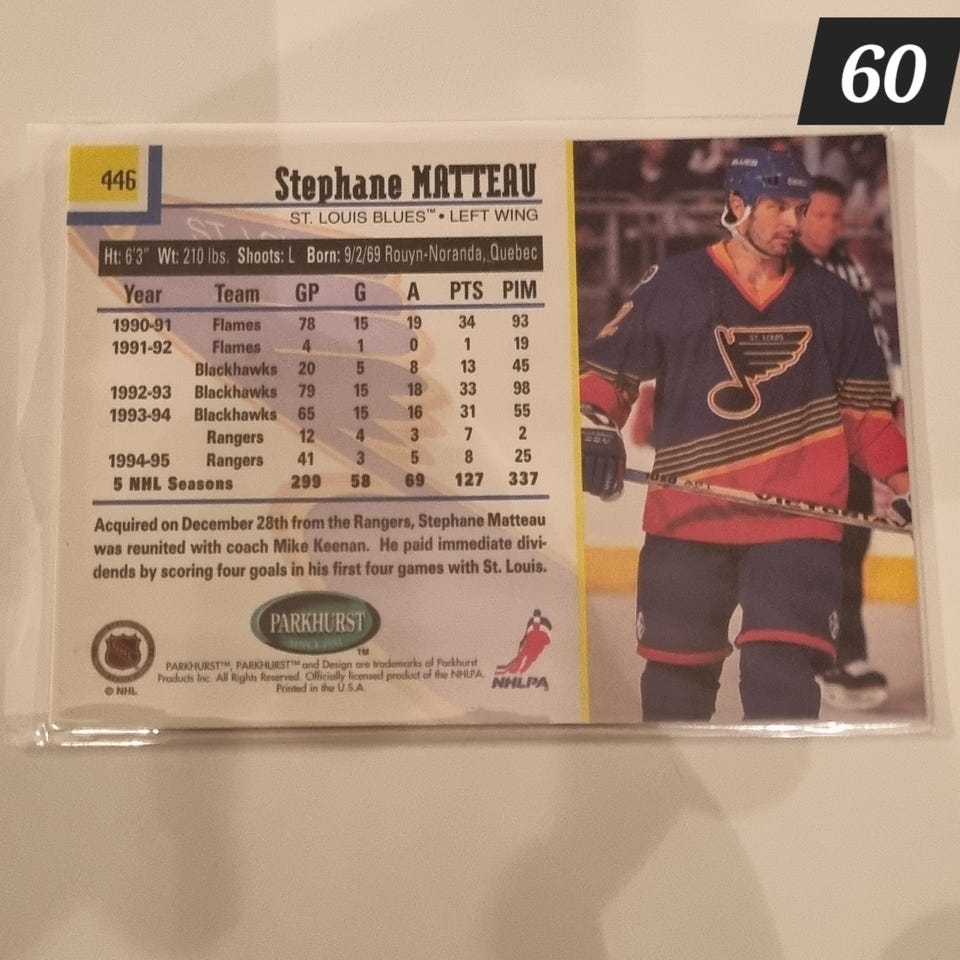 60
446
Stephane MATTEAU
ST. LOUIS BLUES™ • LEFT WING
Ht: 6'3" Wt: 210 lbs. Shoots: L Born: 9/2/69 Rouyn-Noranda, Quebec
Year Team GP G A PTS PIM
1990-91 Flames 78 15 19 34 93
1991-92 Flames 4 1 0 1 19
Blackhawks 20 5 8 13 45
1992-93 Blackhawks 79 15 18 33 98
1993-94 Blackhawks 65 15 16 31 55
Rangers 12 4 3 7 2
1994-95 Rangers 41 3 5 8 25
5 NHL Seasons 299 58 69 127 337
Acquired on December 28th from the Rangers, Stephane Matteau
was reunited with coach Mike Keenan. He paid immediate divi-
dends by scoring four goals in his first four games with St. Louis.
PARKHURST
SINCE 1951
™
PARKHURST™, PARKHURST™ and Design are trademarks of Parkhurst
Products Inc. All Rights Reserved. Officially licensed product of the NHLPA.
Printed in the U.S.A.
© NHL
NHLPA
BLUES
ST. LOUIS
VICTORIAV